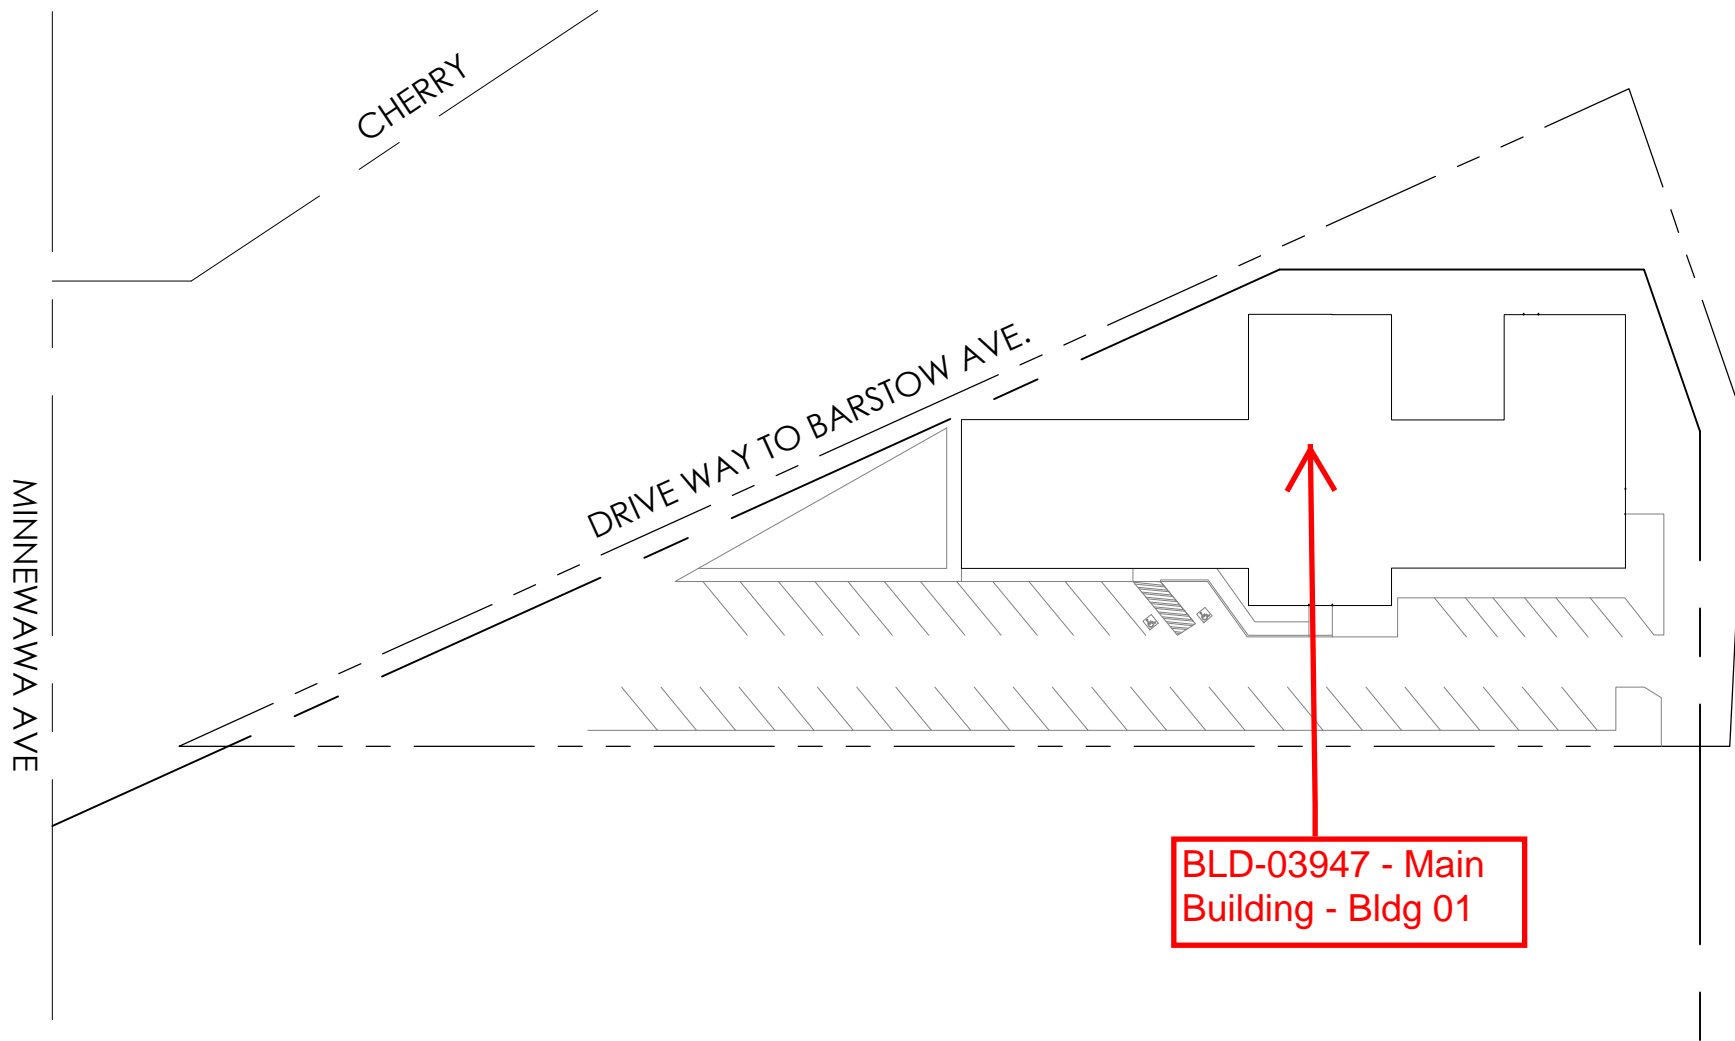 CHERRY
DRIVE WAY TO BARSTOW AVE.
MINNEWAWA AVE
BLD-03947 - Main
Building - Bldg 01